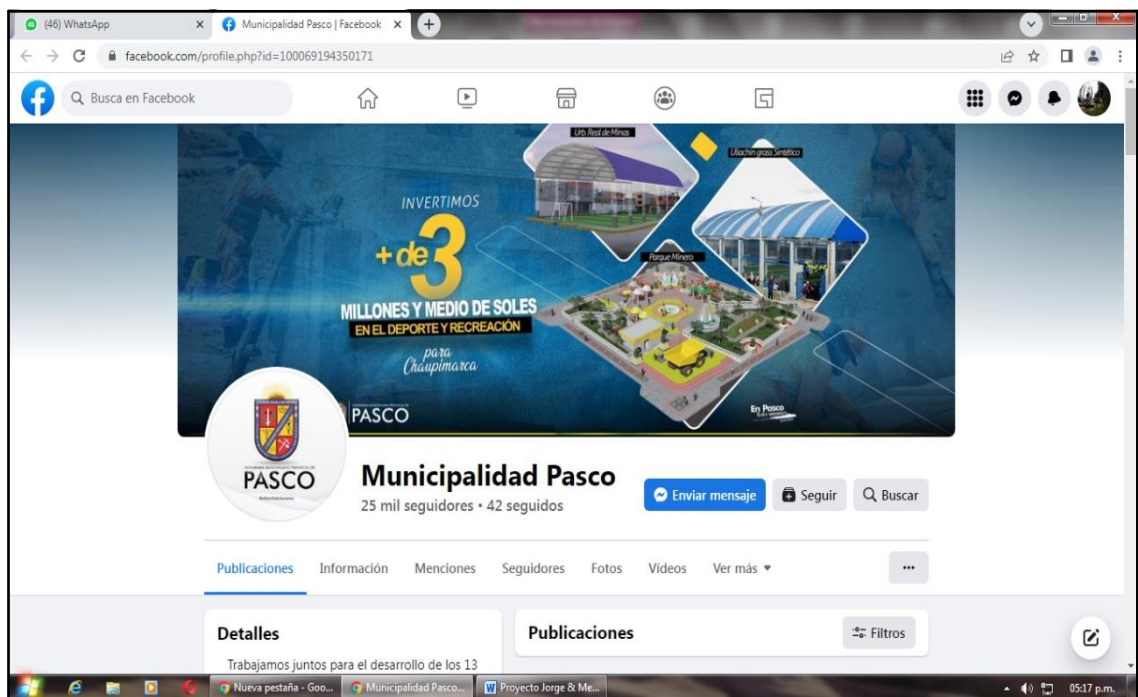 (46) WhatsApp
Municipalidad Pasco | Facebook
facebook.com/profile.php?id=100069194350171
Busca en Facebook
Urb. Real de Minas
Uliachin grass Sintético
INVERTIMOS
+ de 3
Parque Minero
MILLONES Y MEDIO DE SOLES
EN EL DEPORTE Y RECREACIÓN
para
Chaupimarca
PASCO
En Pasco
PASCO
Municipalidad Pasco
25 mil seguidores • 42 seguidos
Enviar mensaje
Seguir
Buscar
Publicaciones Información Menciones Seguidores Fotos Vídeos Ver más
Detalles
Publicaciones
Filtros
Trabajamos juntos para el desarrollo de los 13
Nueva pestaña - Goo...
Municipalidad Pasco...
Proyecto Jorge & Me...
05:17 p.m.